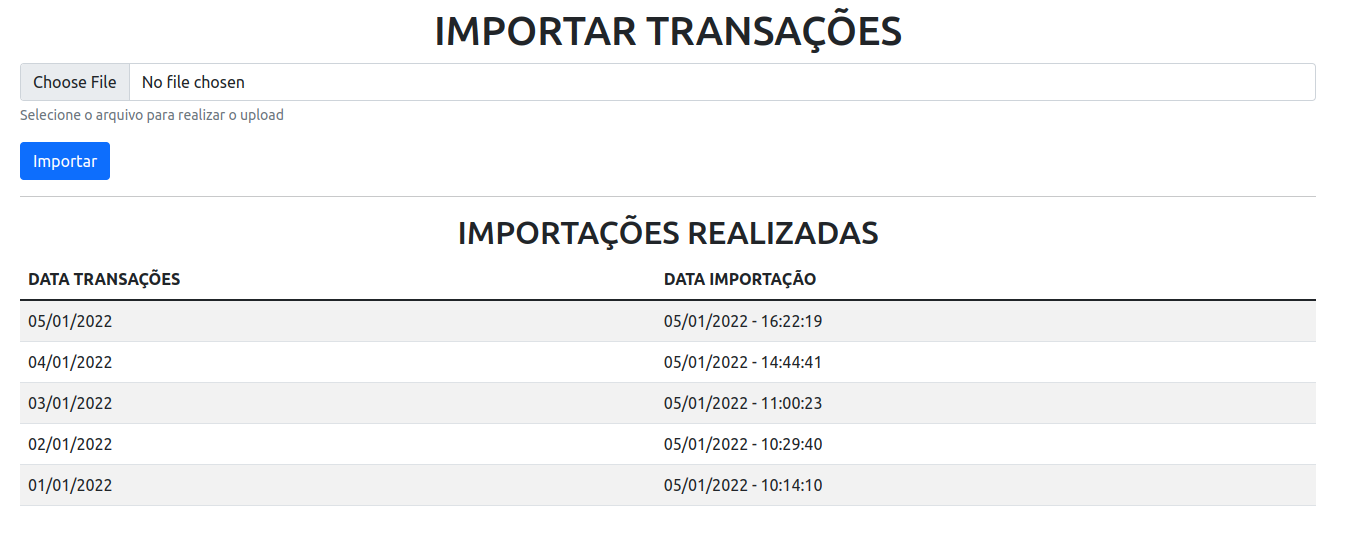 IMPORTAR TRANSAÇÕES
Choose File No file chosen
Selecione o arquivo para realizar o upload
Importar
IMPORTAÇÕES REALIZADAS
DATA TRANSAÇÕES DATA IMPORTAÇÃO
05/01/2022 05/01/2022 - 16:22:19
04/01/2022 05/01/2022 - 14:44:41
03/01/2022 05/01/2022 - 11:00:23
02/01/2022 05/01/2022 - 10:29:40
01/01/2022 05/01/2022 - 10:14:10